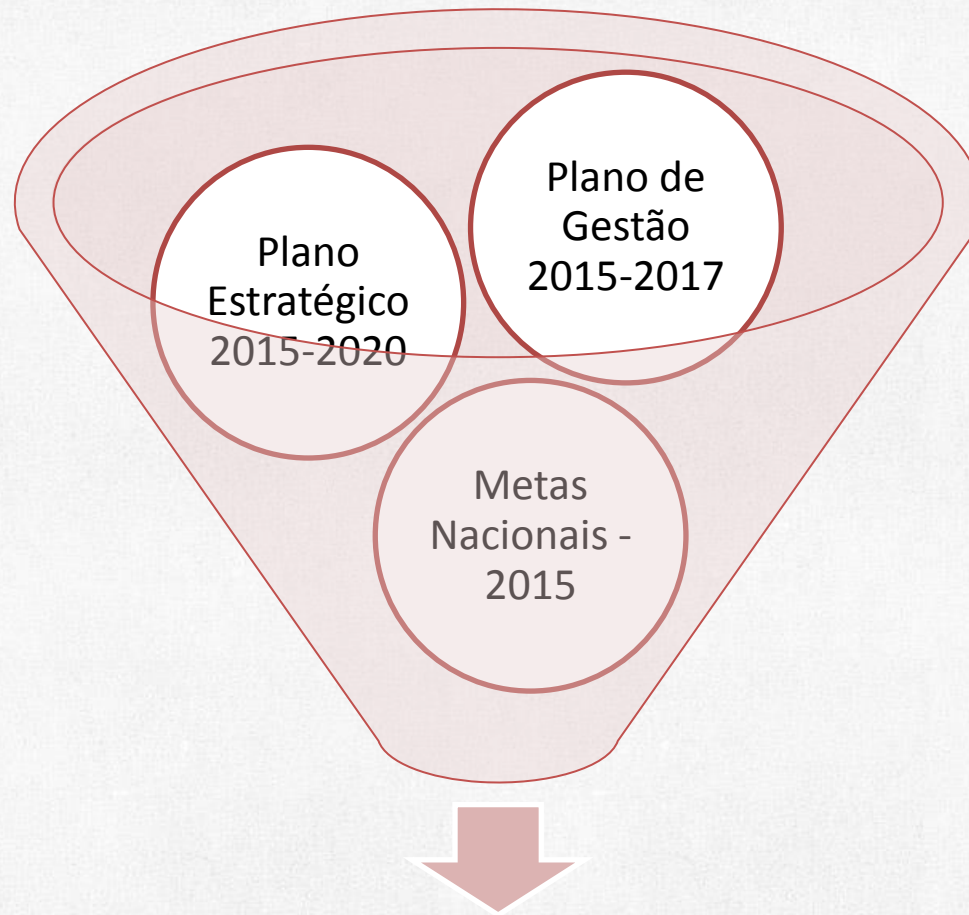 Plano de
Gestão
2015-2017
Plano
Estratégico
2015-2020
Metas
Nacionais -
2015